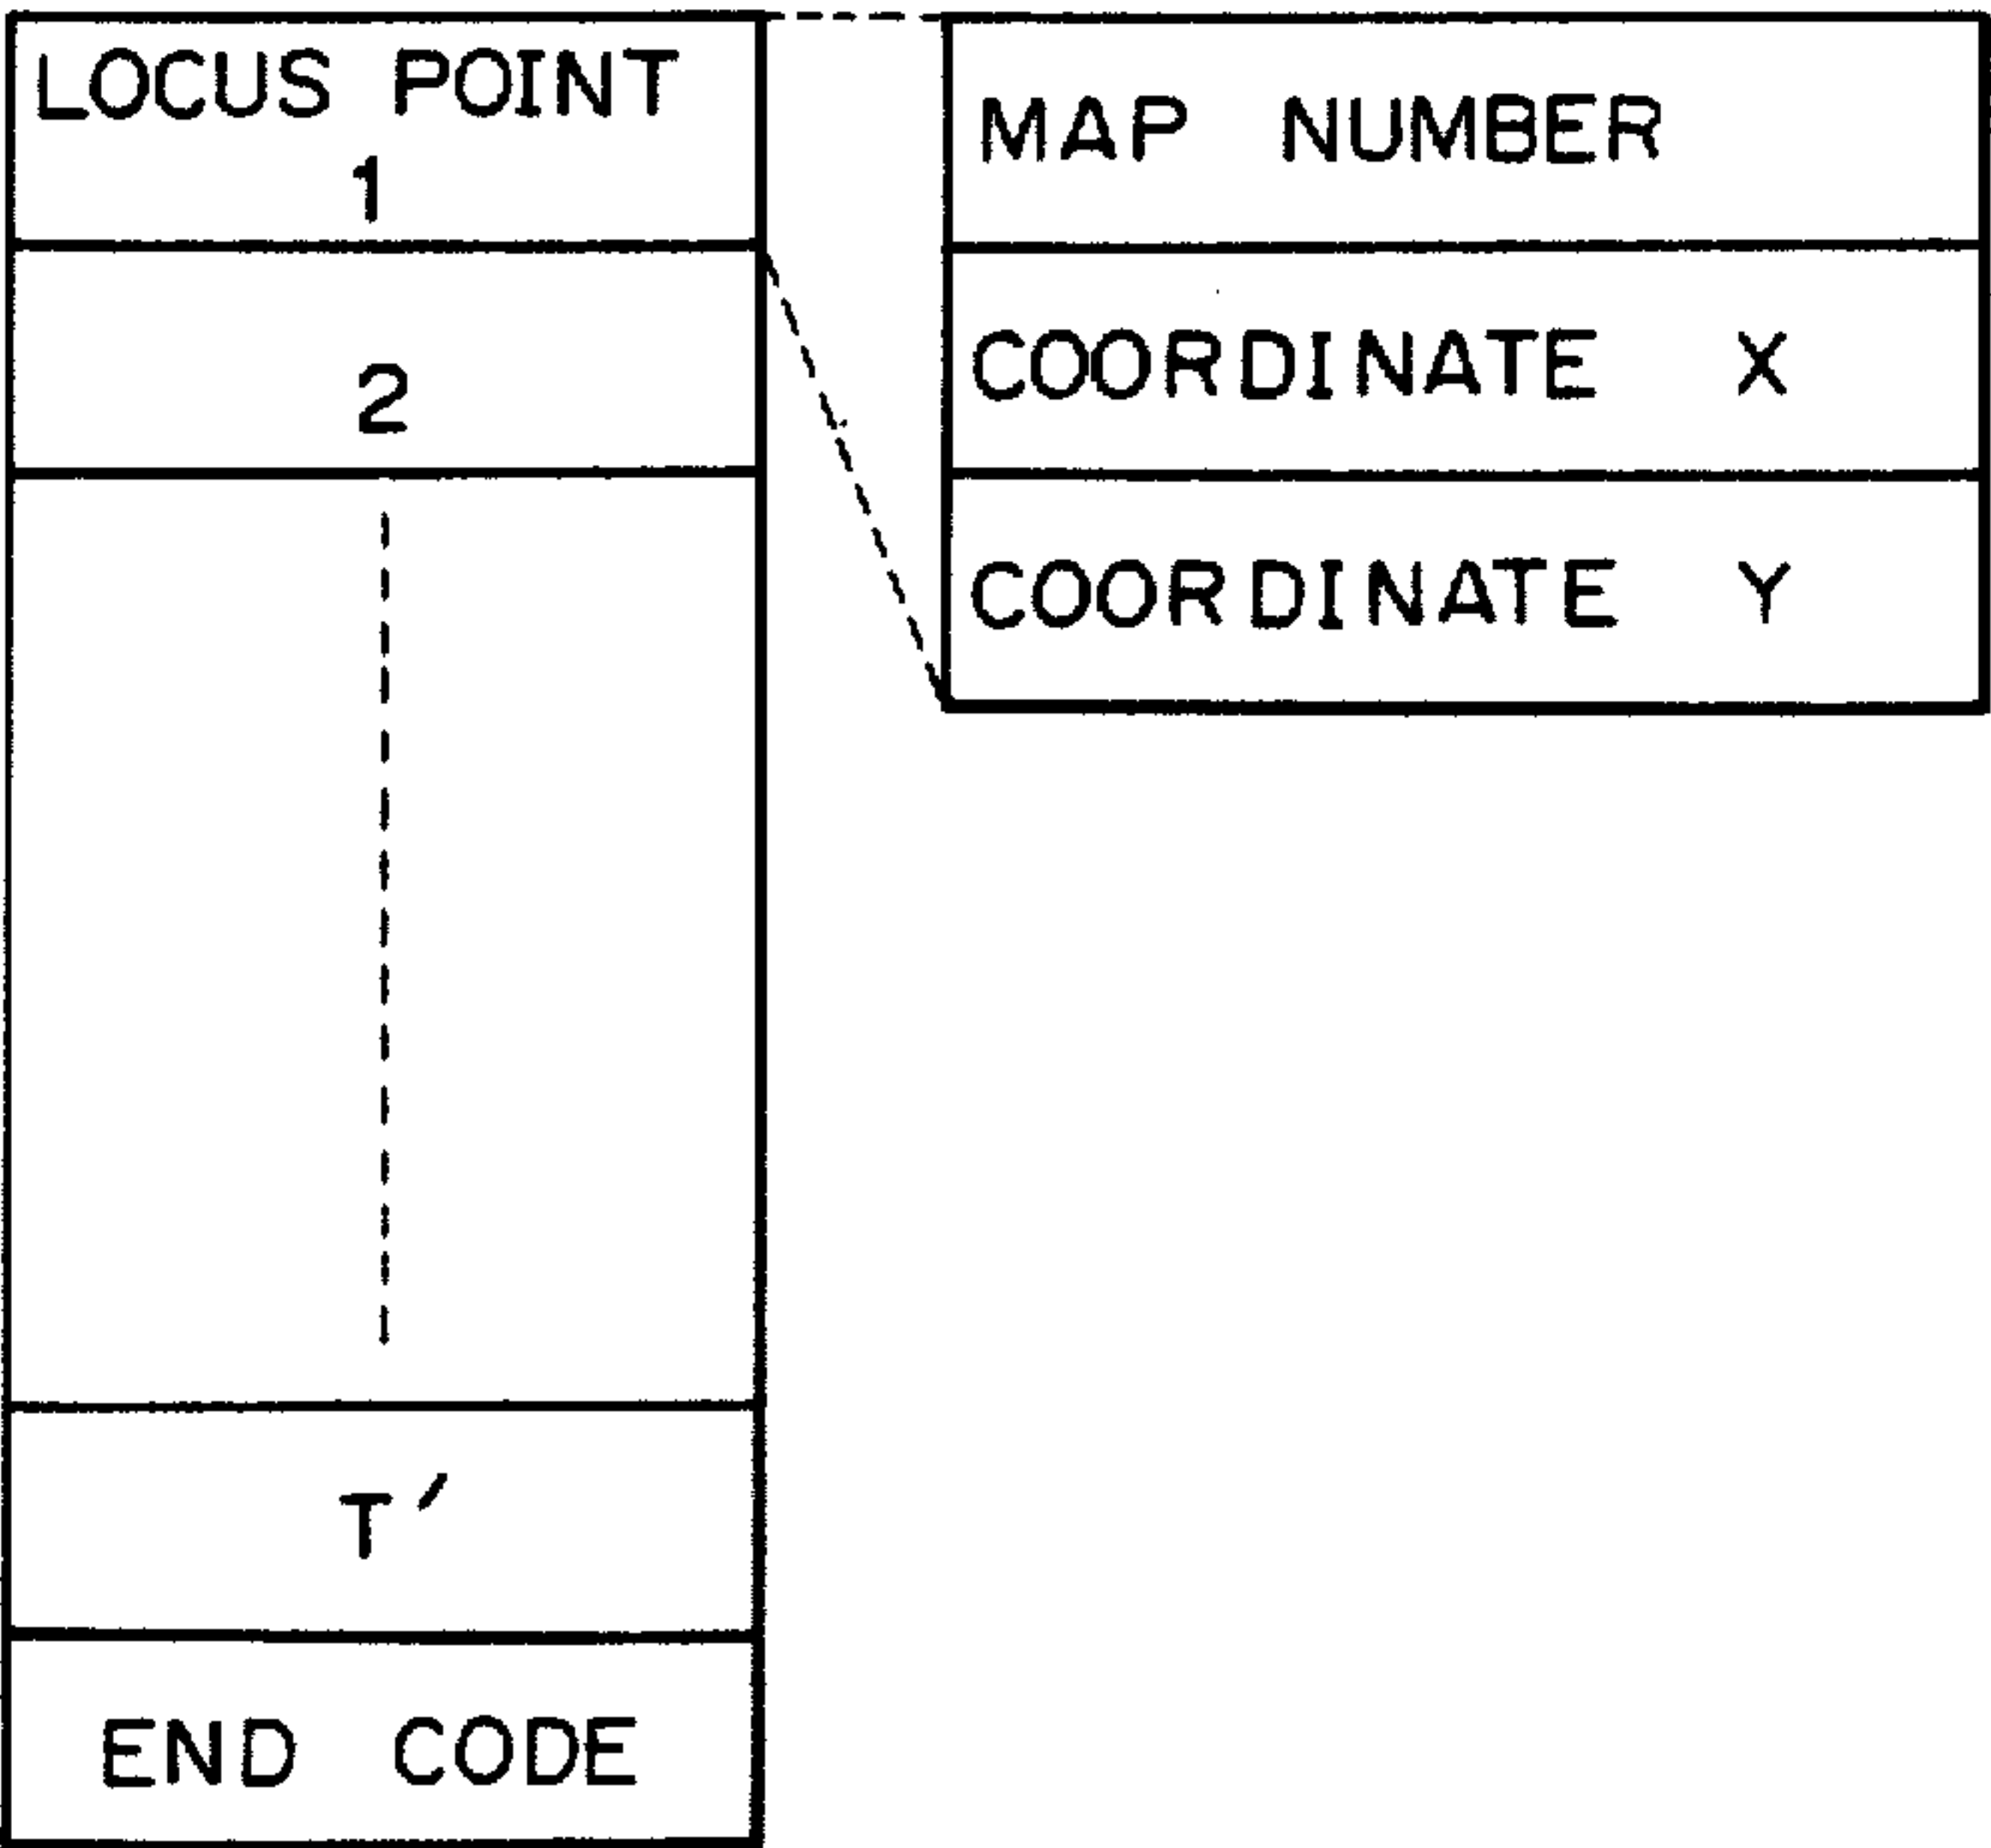 LOCUS POINT
1
2
T′
END CODE
MAP NUMBER
COORDINATE X
COORDINATE Y